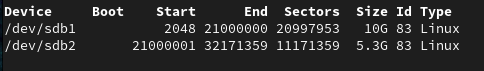 Device Boot Start End Sectors Size Id Type
/dev/sdb1 2048 21000000 20997953 10G 83 Linux
/dev/sdb2 21000001 32171359 11171359 5.3G 83 Linux